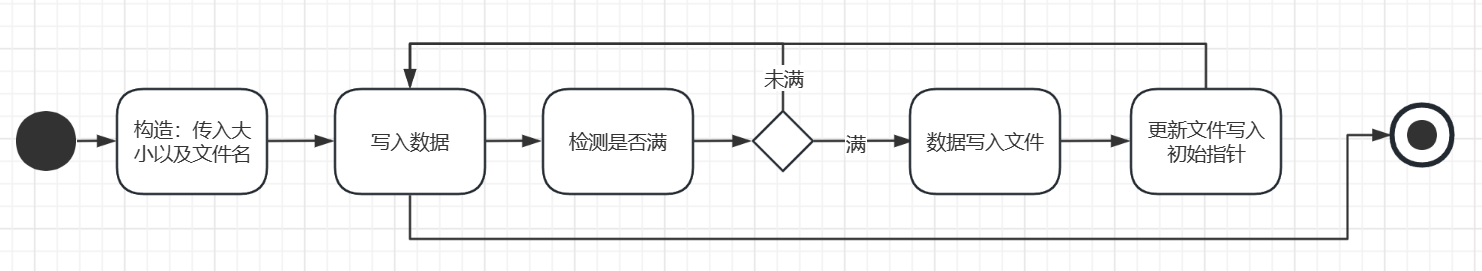 构造：传入大
小以及文件名
写入数据
检测是否满
未满
满
数据写入文件
更新文件写入
初始指针